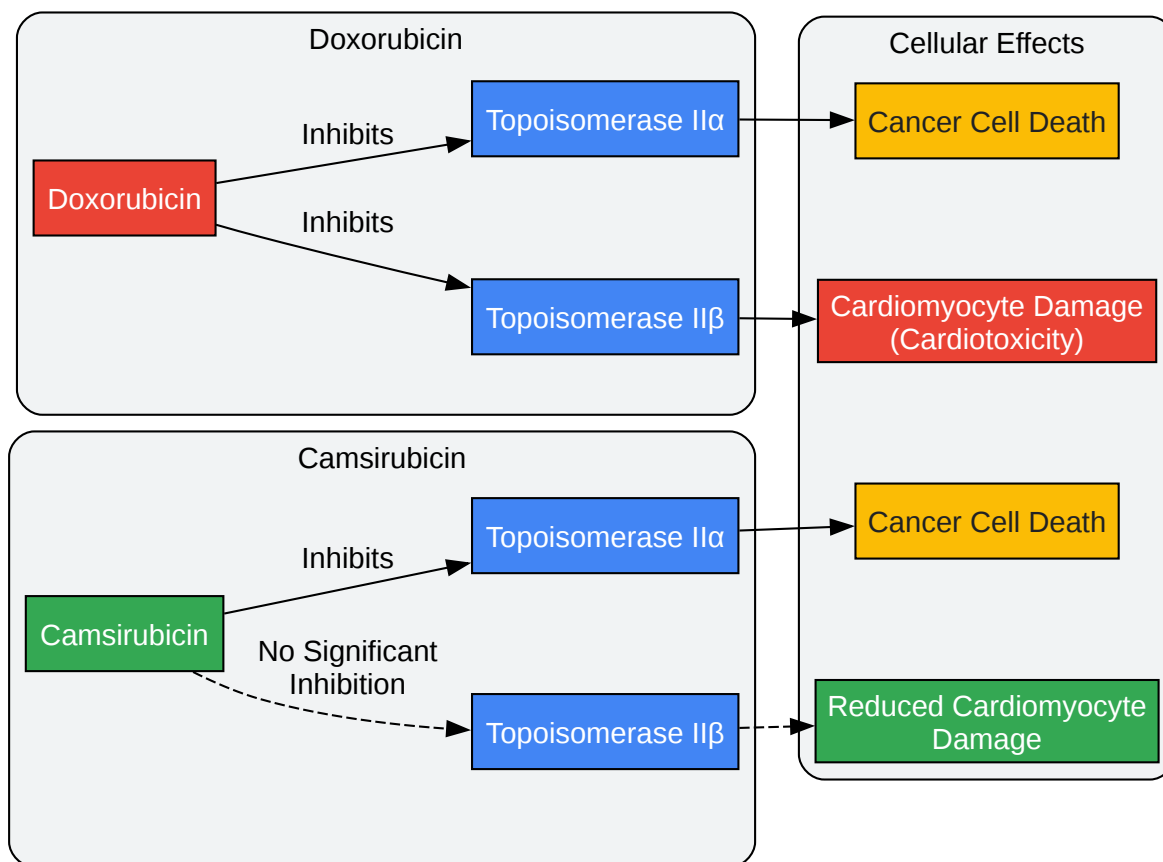 Doxorubicin
Cellular Effects
Doxorubicin
Inhibits
Inhibits
Topoisomerase IIα
Topoisomerase IIβ
Cancer Cell Death
Cardiomyocyte Damage
(Cardiotoxicity)
Camsirubicin
Camsirubicin
Inhibits
No Significant
Inhibition
Topoisomerase IIα
Topoisomerase IIβ
Cancer Cell Death
Reduced Cardiomyocyte
Damage